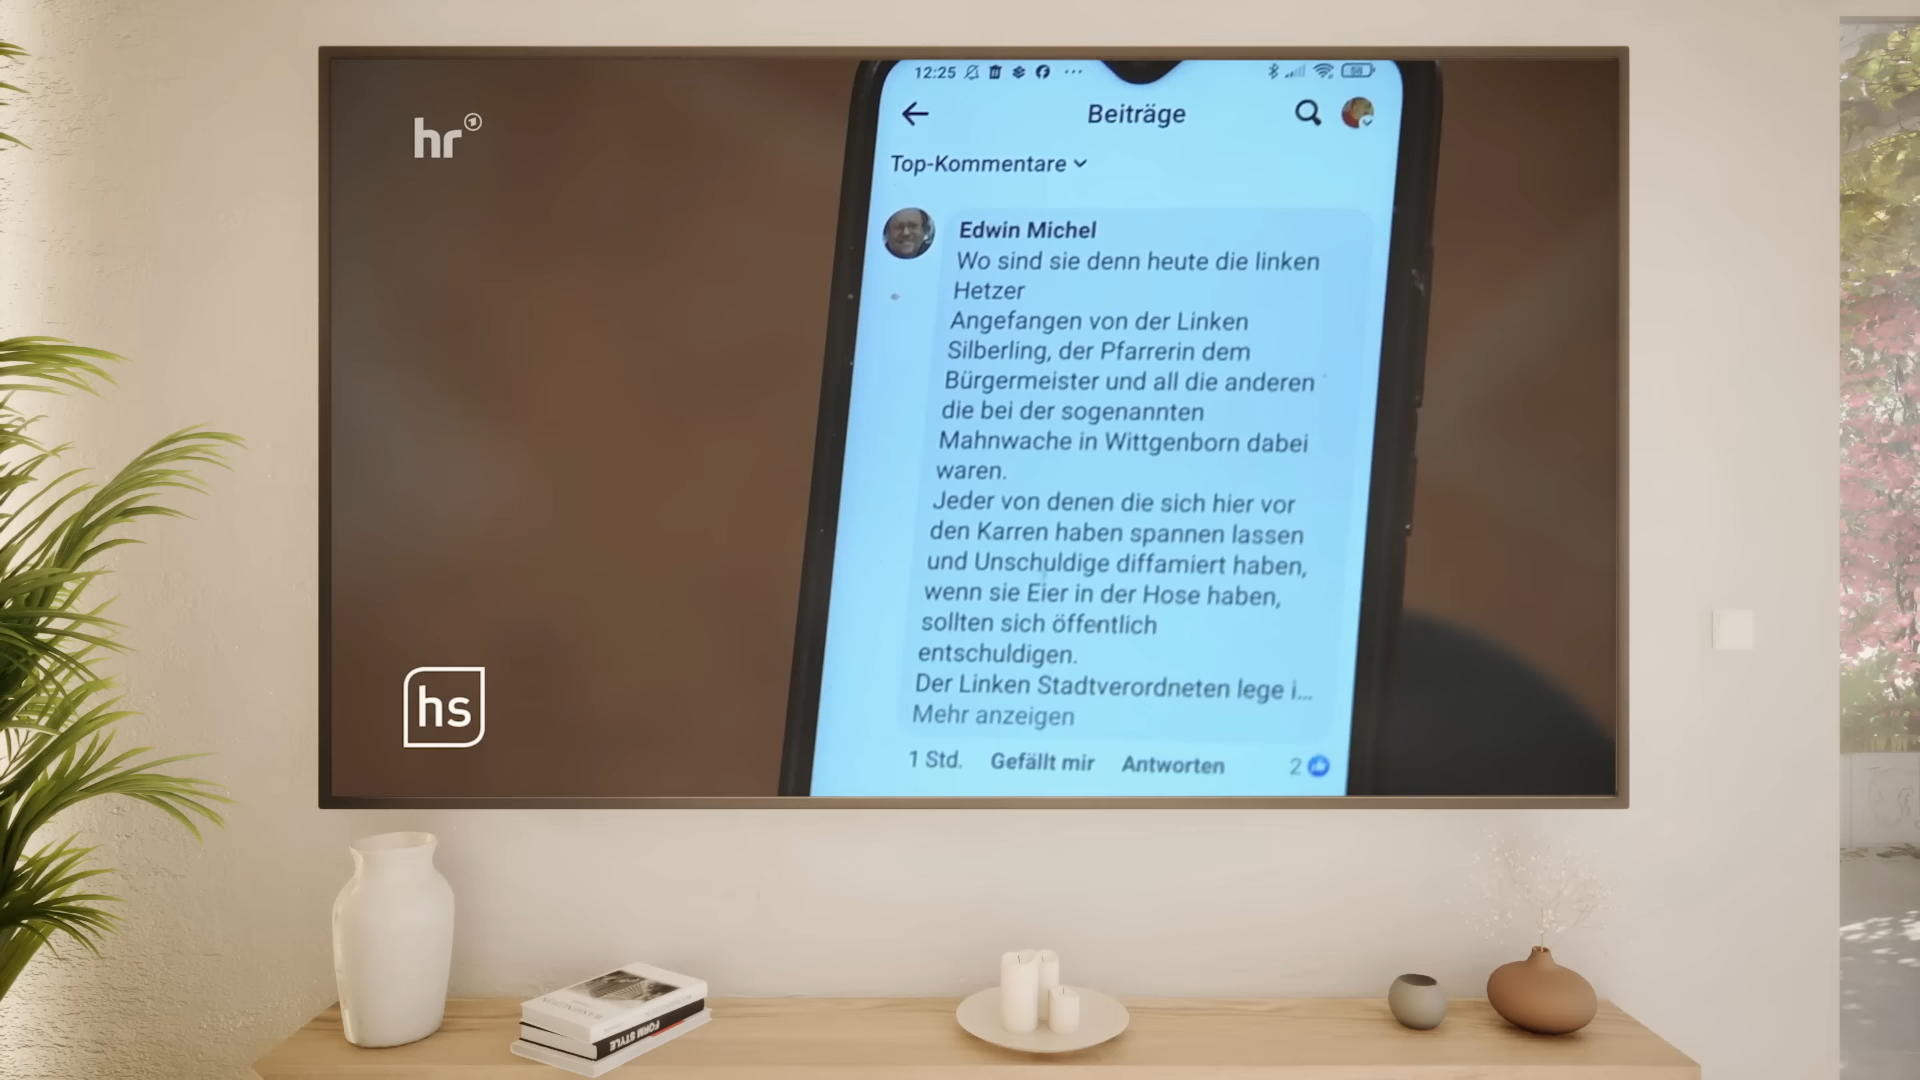 hr
12:25
58
Beiträge
Top-Kommentare
Edwin Michel
Wo sind sie denn heute die linken
Hetzer
Angefangen von der Linken
Silberling, der Pfarrerin dem
Bürgermeister und all die anderen
die bei der sogenannten
Mahnwache in Wittgenborn dabei
waren.
Jeder von denen die sich hier vor
den Karren haben spannen lassen
und Unschuldige diffamiert haben,
wenn sie Eier in der Hose haben,
sollten sich öffentlich
entschuldigen.
Der Linken Stadtverordneten lege i...
Mehr anzeigen
1 Std. Gefällt mir Antworten 2
hs
FORM STYLE